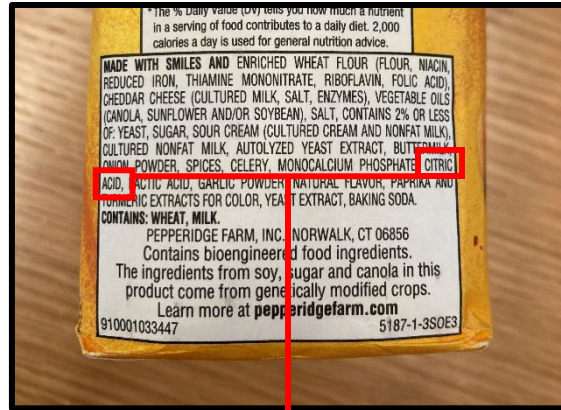 *The % Daily Value (DV) tells you how much a nutrient
in a serving of food contributes to a daily diet. 2,000
calories a day is used for general nutrition advice.
MADE WITH SMILES AND ENRICHED WHEAT FLOUR (FLOUR, NIACIN,
REDUCED IRON, THIAMINE MONONITRATE, RIBOFLAVIN, FOLIC ACID),
CHEDDAR CHEESE (CULTURED MILK, SALT, ENZYMES), VEGETABLE OILS
(CANOLA, SUNFLOWER AND/OR SOYBEAN), SALT, CONTAINS 2% OR LESS
OF: YEAST, SUGAR, SOUR CREAM (CULTURED CREAM AND NONFAT MILK),
CULTURED NONFAT MILK, AUTOLYZED YEAST EXTRACT, BUTTERMILK,
ONION POWDER, SPICES, CELERY, MONOCALCIUM PHOSPHATE, CITRIC
ACID, LACTIC ACID, GARLIC POWDER, NATURAL FLAVOR, PAPRIKA AND
TURMERIC EXTRACTS FOR COLOR, YEAST EXTRACT, BAKING SODA.
CONTAINS: WHEAT, MILK.
PEPPERIDGE FARM, INC. NORWALK, CT 06856
Contains bioengineered food ingredients.
The ingredients from soy, sugar and canola in this
product come from genetically modified crops.
Learn more at pepperidgefarm.com
910001033447 5187-1-3SOE3